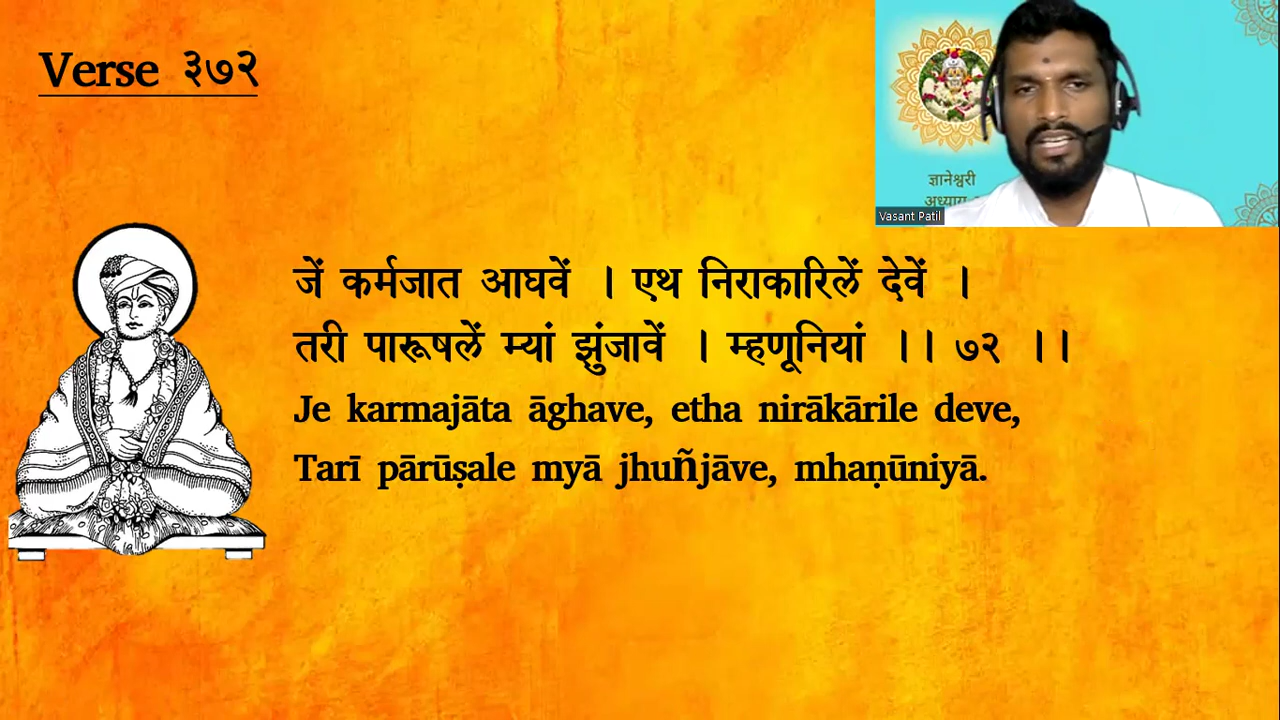 Verse ३७२
ज्ञानेश्वरी
अध्याय
Vasant Patil
जें कर्मजात आघवें । एथ निराकारिलें देवें ।
तरी पारूषलें म्यां झुंजावें । म्हणूनियां ।। ७२ ।।
Je karmajāta āghave, etha nirākārile deve,
Tarī pārūṣale myā jhuñjāve, mhaṇūniyā.